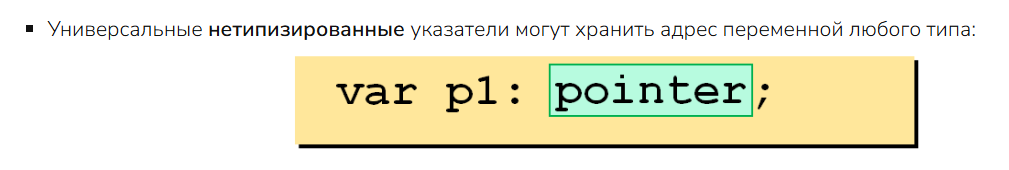 Универсальные нетипизированные указатели могут хранить адрес переменной любого типа:
var p1: pointer;